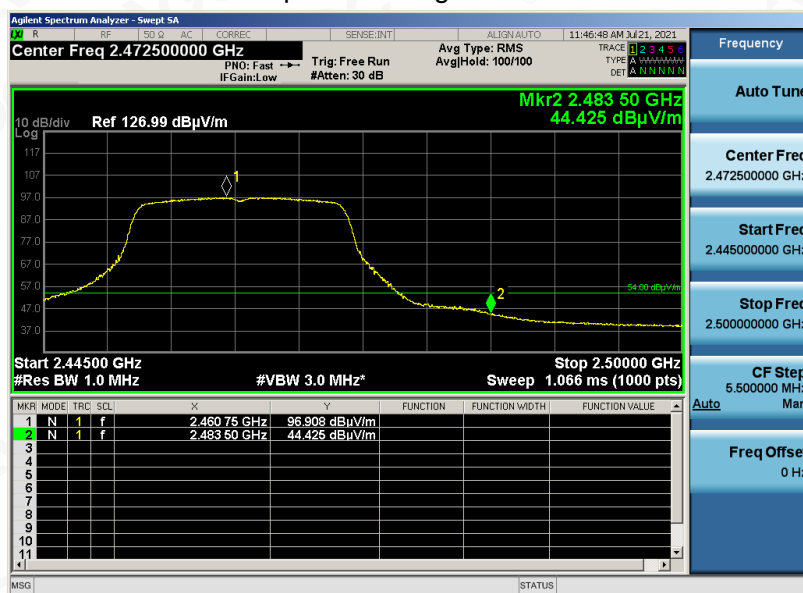 Agilent Spectrum Analyzer - Swept SA
R RF 50 Ω AC CORREC SENSE:INT ALIGN AUTO 11:46:48 AM Jul 21, 2021
Center Freq 2.472500000 GHz
PNO: Fast
IFGain:Low
Trig: Free Run
#Atten: 30 dB
Avg Type: RMS
Avg|Hold: 100/100
TRACE 1 2 3 4 5 6
TYPE A
DET A N N N N N
Mkr2 2.483 50 GHz
44.425 dBµV/m
10 dB/div Ref 126.99 dBµV/m
Log
117
107
97.0
87.0
77.0
67.0
57.0
47.0
37.0
1
2
54.00 dBµV/m
Start 2.44500 GHz Stop 2.50000 GHz
#Res BW 1.0 MHz #VBW 3.0 MHz* Sweep 1.066 ms (1000 pts)
MKR MODE TRC SCL X Y FUNCTION FUNCTION WIDTH FUNCTION VALUE
1 N 1 f 2.460 75 GHz 96.908 dBµV/m
2 N 1 f 2.483 50 GHz 44.425 dBµV/m
3
4
5
6
7
8
9
10
11
MSG STATUS
Frequency
Auto Tune
Center Freq
2.472500000 GHz
Start Freq
2.445000000 GHz
Stop Freq
2.500000000 GHz
CF Step
5.500000 MHz
Auto Man
Freq Offset
0 Hz